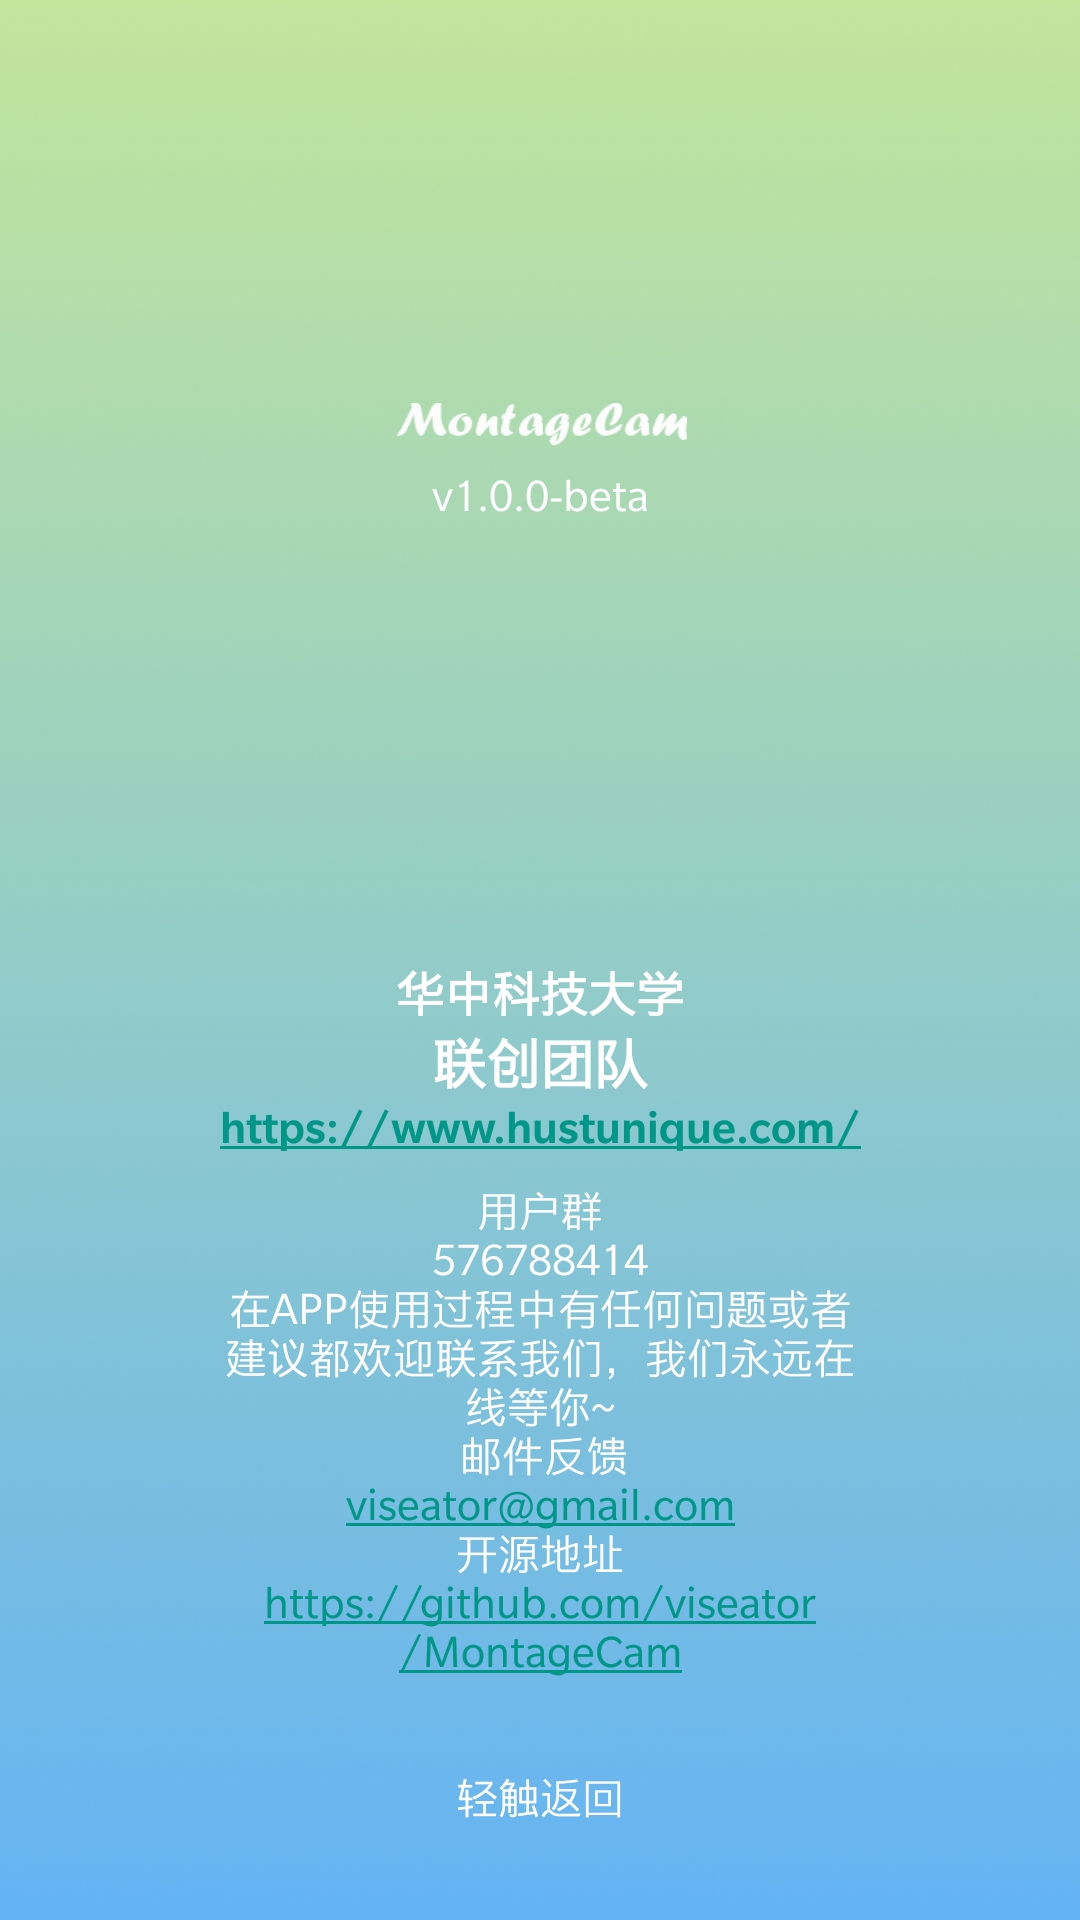 MontageCam
v1.0.0-beta
华中科技大学
联创团队
https://www.hustunique.com/
用户群
576788414
在APP使用过程中有任何问题或者
建议都欢迎联系我们，我们永远在
线等你~
邮件反馈
viseator@gmail.com
开源地址
https://github.com/viseator
/MontageCam
轻触返回